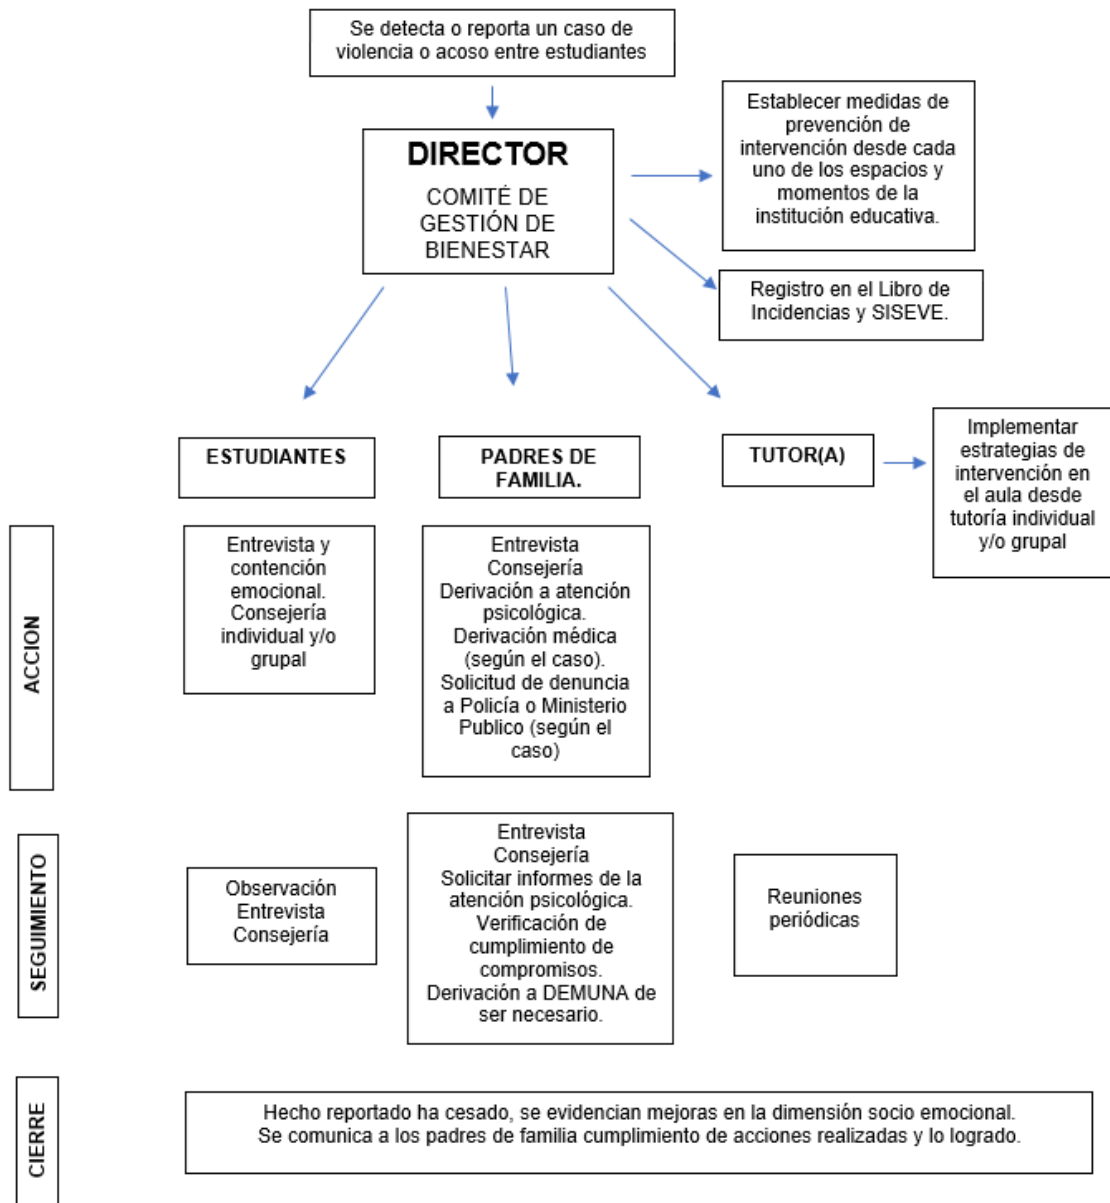 Se detecta o reporta un caso de
violencia o acoso entre estudiantes
DIRECTOR
COMITÉ DE
GESTIÓN DE
BIENESTAR
Establecer medidas de
prevención de
intervención desde cada
uno de los espacios y
momentos de la
institución educativa.
Registro en el Libro de
Incidencias y SISEVE.
ESTUDIANTES
PADRES DE
FAMILIA.
TUTOR(A)
Implementar
estrategias de
intervención en
el aula desde
tutoría individual
y/o grupal
ACCION
Entrevista y
contención
emocional.
Consejería
individual y/o
grupal
Entrevista
Consejería
Derivación a atención
psicológica.
Derivación médica
(según el caso).
Solicitud de denuncia
a Policía o Ministerio
Publico (según el
caso)
SEGUIMIENTO
Observación
Entrevista
Consejería
Entrevista
Consejería
Solicitar informes de la
atención psicológica.
Verificación de
cumplimiento de
compromisos.
Derivación a DEMUNA de
ser necesario.
Reuniones
periódicas
CIERRE
Hecho reportado ha cesado, se evidencian mejoras en la dimensión socio emocional.
Se comunica a los padres de familia cumplimiento de acciones realizadas y lo logrado.